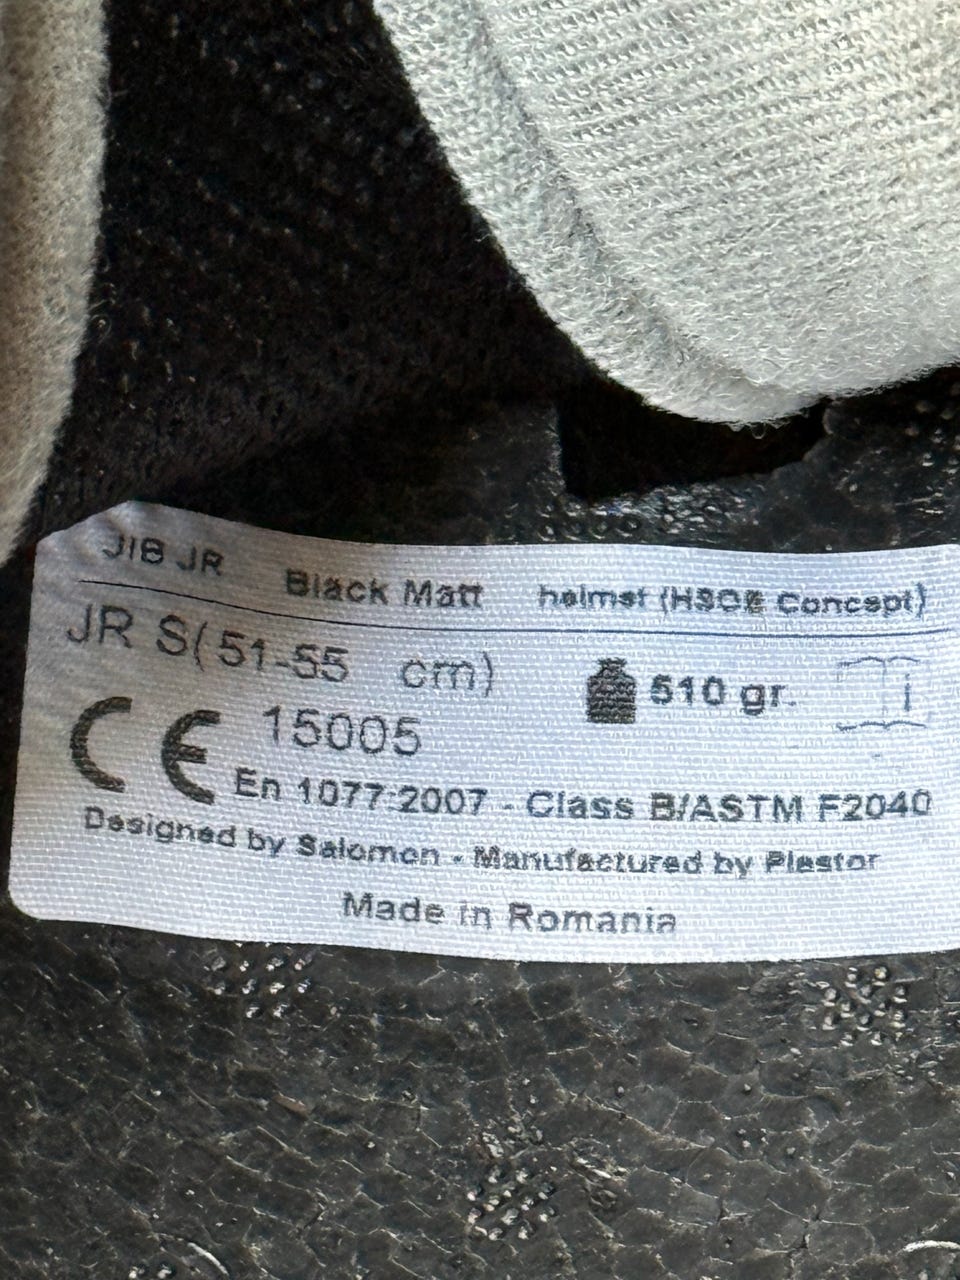 JIB JR Black Matt helmet (HSCE Concept)
JR S(51-55 cm)
510 gr.
i
CE 15005
En 1077:2007 - Class B/ASTM F2040
Designed by Salomon - Manufactured by Plastor
Made in Romania